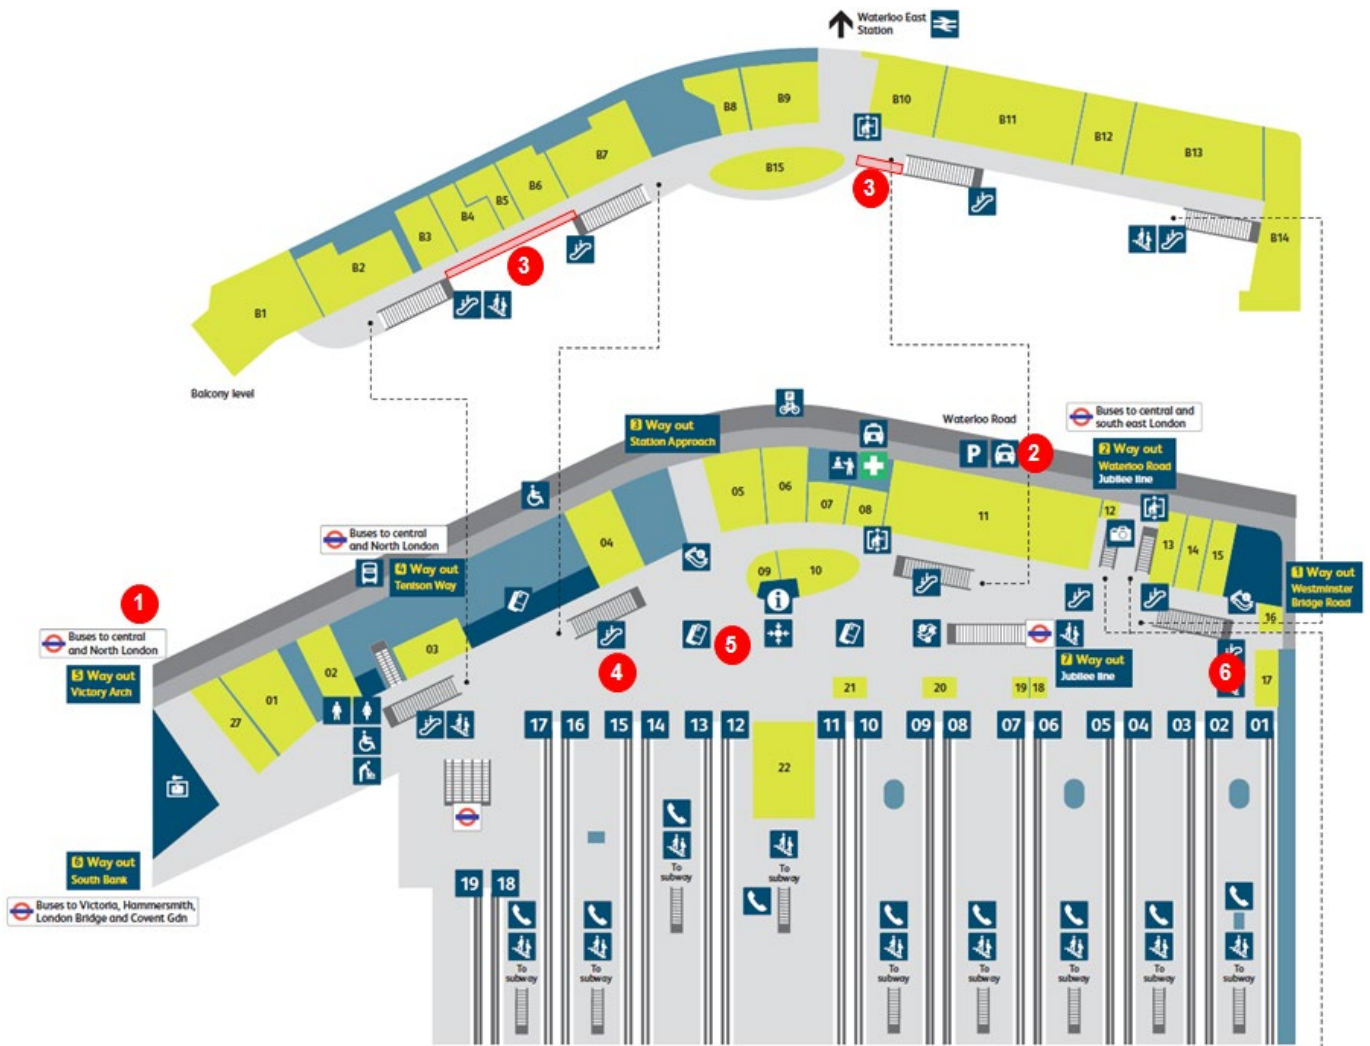 Waterloo East
Station
B8
B9
B10
B11
B12
B13
B14
B15
B7
B6
B5
B4
B3
B2
B1
3
3
Balcony level
Waterloo Road
Buses to central and
south east London
3 Way out
Station Approach
P
P
2
2 Way out
Waterloo Road
Jubilee line
Buses to central
and North London
4 Way out
Tenison Way
1
Buses to central
and North London
5 Way out
Victory Arch
1 Way out
Westminster
Bridge Road
05
06
07
08
11
12
13
14
15
16
17
04
09
10
i
03
02
01
27
4
5
6
7 Way out
Jubilee line
21
20
19
18
17
16
15
14
13
12
11
10
09
08
07
06
05
04
03
02
01
22
6 Way out
South Bank
Buses to Victoria, Hammersmith,
London Bridge and Covent Gdn
19
18
To
subway
To
subway
To
subway
To
subway
To
subway
To
subway
To
subway
To
subway
To
subway